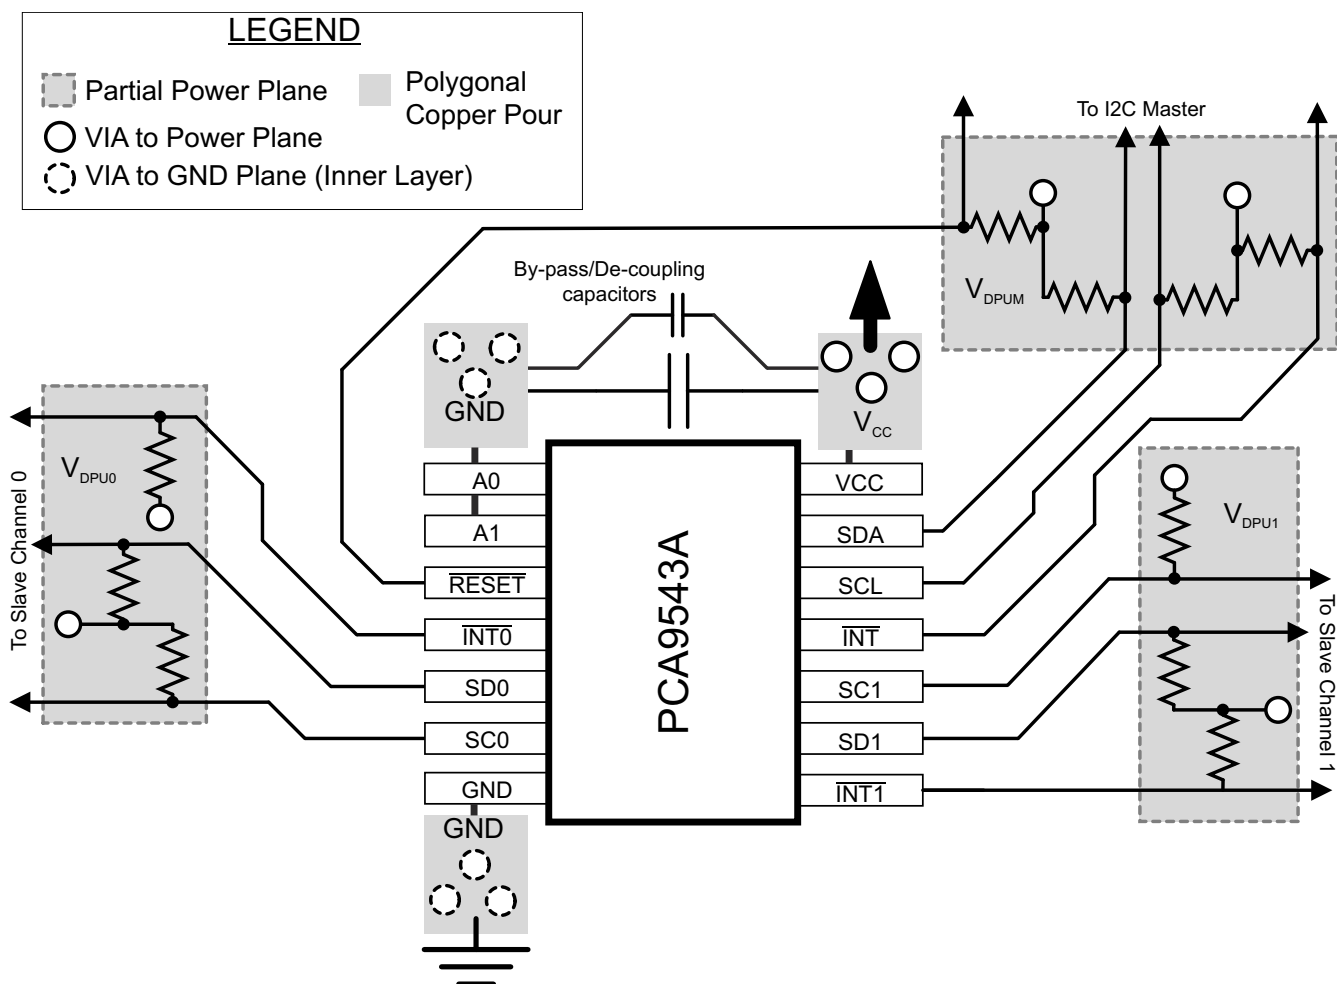 LEGEND
Partial Power Plane
Polygonal
Copper Pour
VIA to Power Plane
VIA to GND Plane (Inner Layer)
To I2C Master
By-pass/De-coupling
capacitors
VDPUM
GND
VCC
VDPU0
VDPU1
To Slave Channel 0
To Slave Channel 1
PCA9543A
A0
A1
RESET
INT0
SD0
SC0
GND
VCC
SDA
SCL
INT
SC1
SD1
INT1
GND